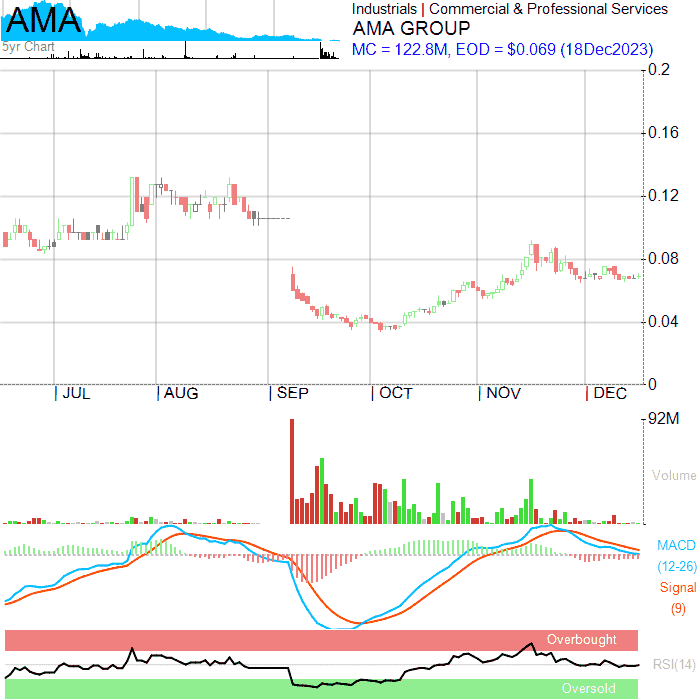 AMA
5yr Chart
Industrials | Commercial & Professional Services
AMA GROUP
MC = 122.8M, EOD = $0.069 (18Dec2023)
0.2
0.16
0.12
0.08
0.04
0
| JUL | AUG | SEP | OCT | NOV | DEC
92M
Volume
MACD
(12-26)
Signal
(9)
Overbought
RSI(14)
Oversold